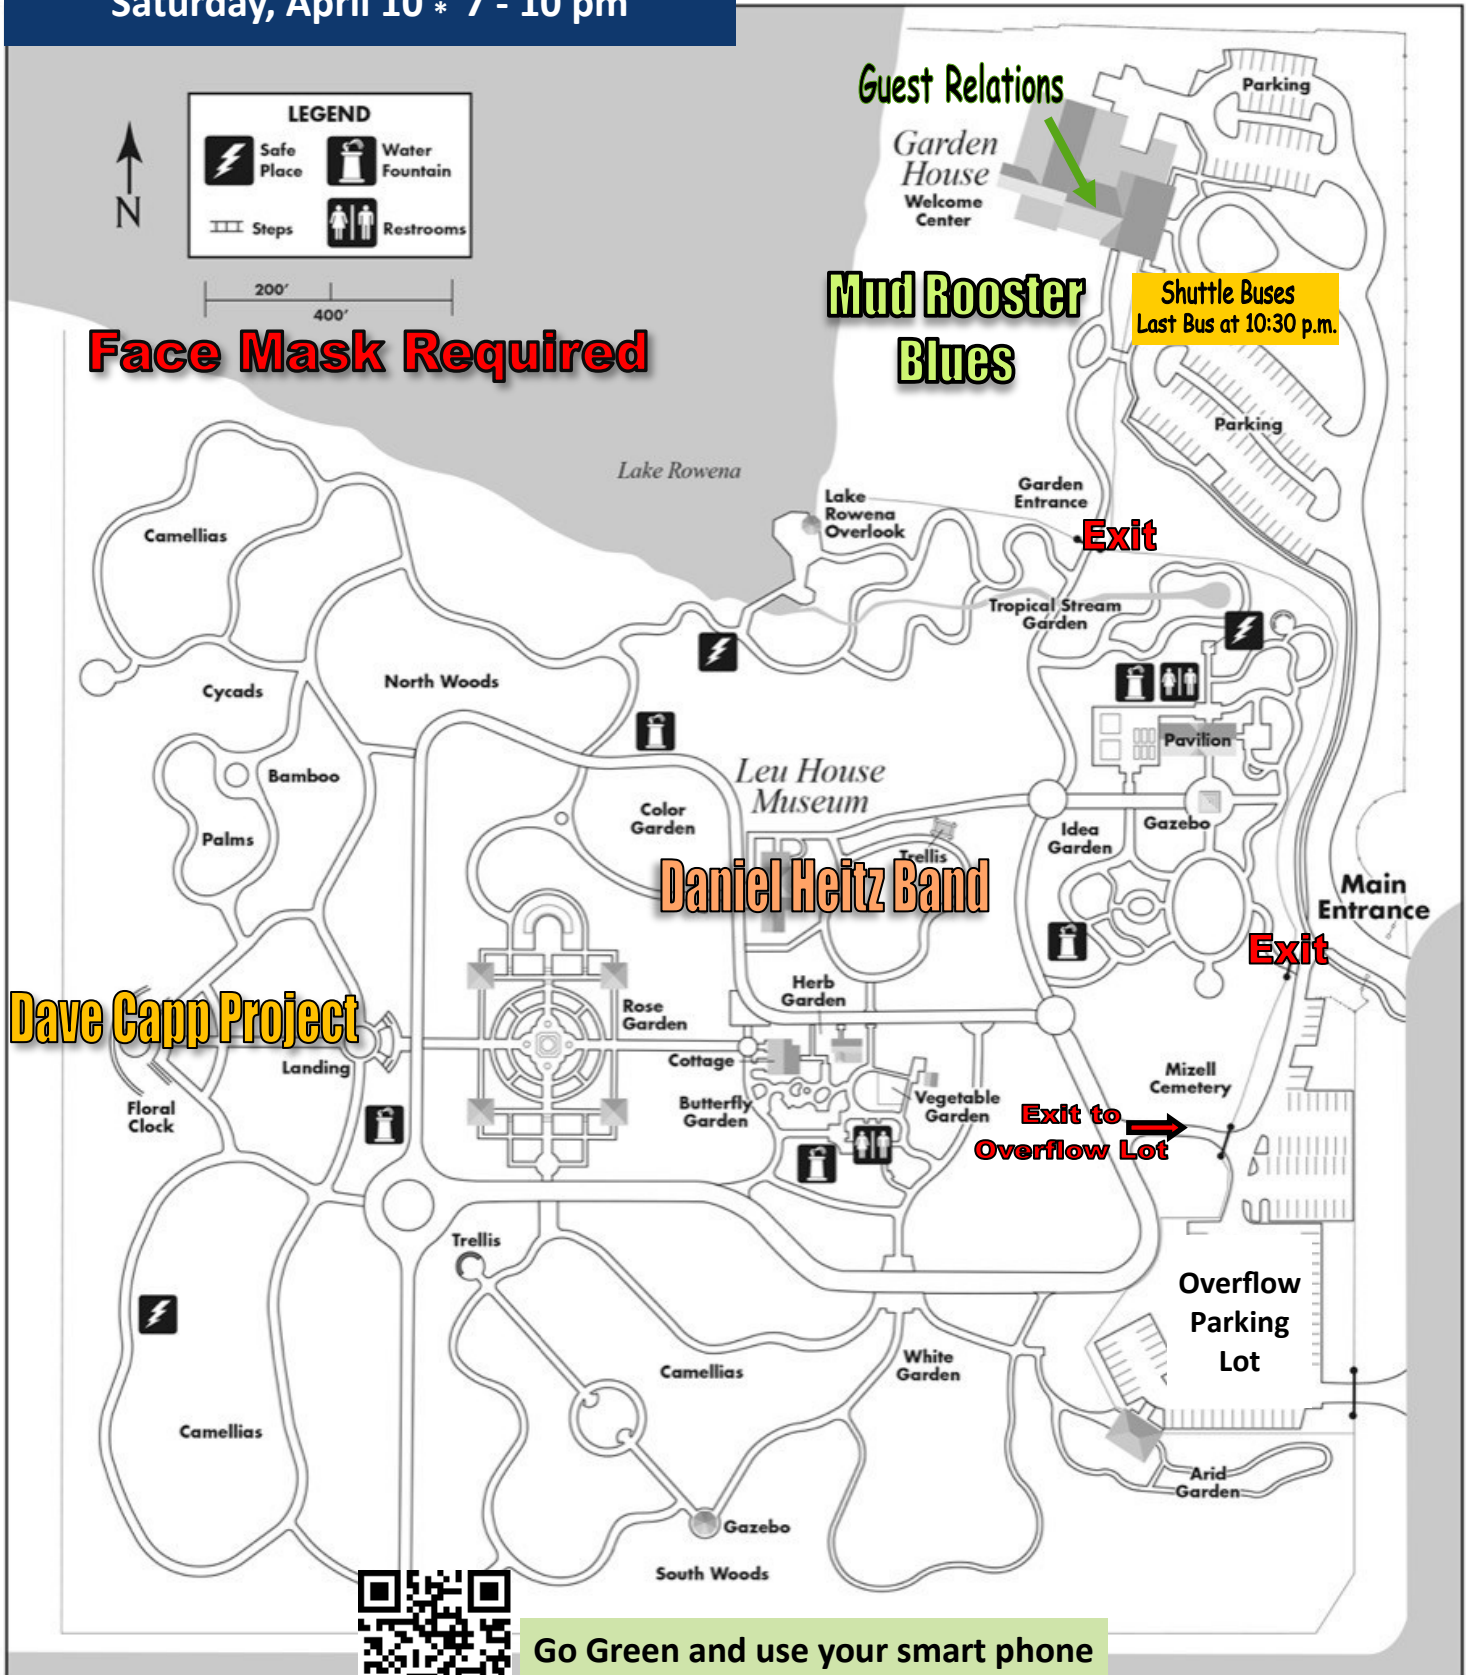 Saturday, April 10 * 7 - 10 pm
LEGEND
Safe
Place
Water
Fountain
Steps
Restrooms
N
200'
400'
Face Mask Required
Guest Relations
Garden
House
Welcome
Center
Parking
Mud Rooster
Blues
Shuttle Buses
Last Bus at 10:30 p.m.
Parking
Lake Rowena
Lake
Rowena
Overlook
Garden
Entrance
Exit
Camellias
Tropical Stream
Garden
North Woods
Cycads
Pavilion
Bamboo
Leu House
Museum
Color
Garden
Palms
Idea
Garden
Gazebo
Trellis
Daniel Heitz Band
Main
Entrance
Exit
Dave Capp Project
Herb
Garden
Rose
Garden
Landing
Cottage
Mizell
Cemetery
Floral
Clock
Butterfly
Garden
Vegetable
Garden
Exit to
Overflow Lot
Trellis
Overflow
Parking
Lot
Camellias
White
Garden
Camellias
Arid
Garden
Gazebo
South Woods
Go Green and use your smart phone